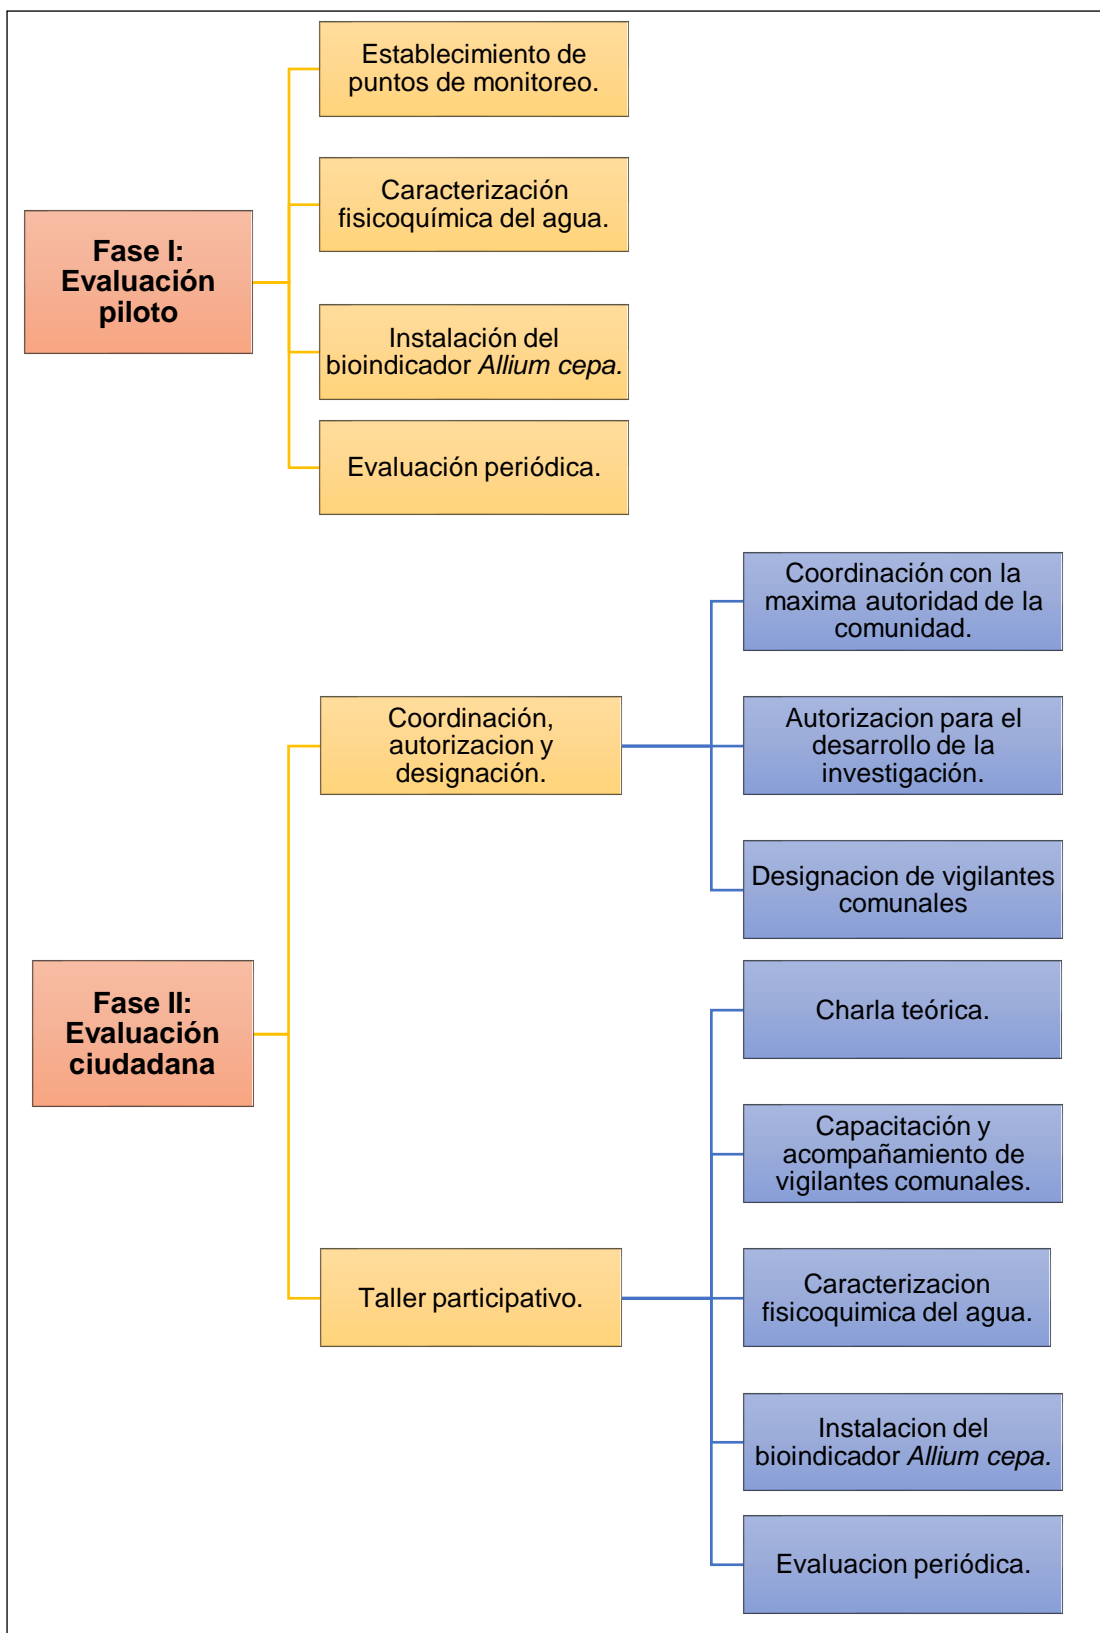 Fase I:
Evaluación
piloto
Establecimiento de
puntos de monitoreo.
Caracterización
fisicoquímica del agua.
Instalación del
bioindicador Allium cepa.
Evaluación periódica.
Fase II:
Evaluación
ciudadana
Coordinación,
autorizacion y
designación.
Coordinación con la
maxima autoridad de la
comunidad.
Autorizacion para el
desarrollo de la
investigación.
Designacion de vigilantes
comunales
Taller participativo.
Charla teórica.
Capacitación y
acompañamiento de
vigilantes comunales.
Caracterizacion
fisicoquimica del agua.
Instalacion del
bioindicador Allium cepa.
Evaluacion periódica.